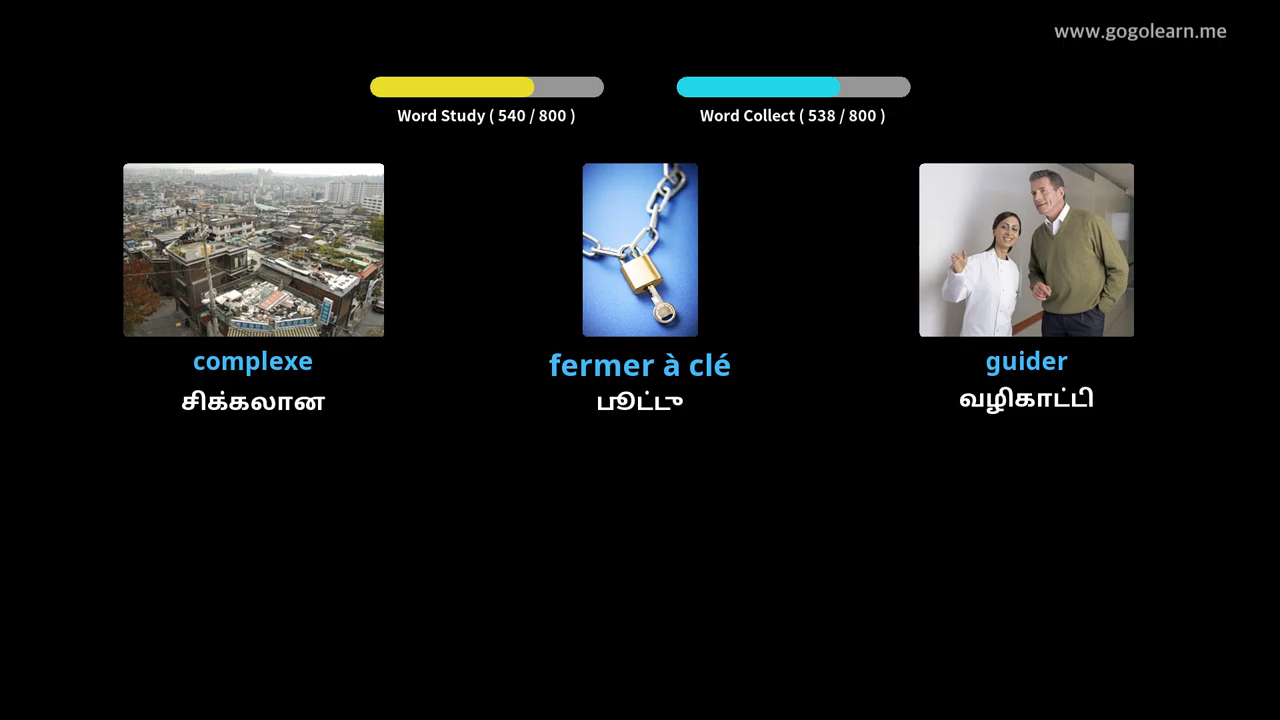 www.gogolearn.me
Word Study ( 540 / 800 )
Word Collect ( 538 / 800 )
complexe
fermer à clé
guider
சிக்கலான
பூட்டு
வழிகாட்டி